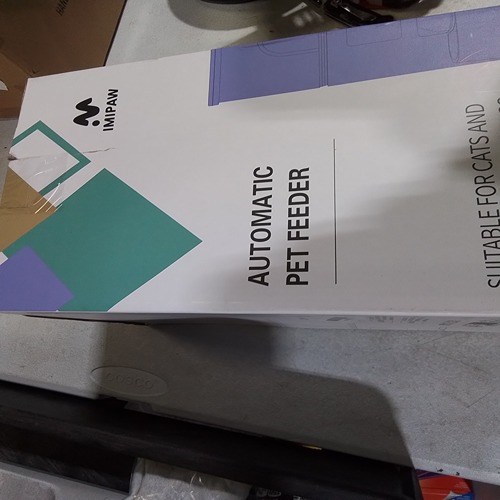 IMIPAW
AUTOMATIC
PET FEEDER
SUITABLE FOR CATS AND